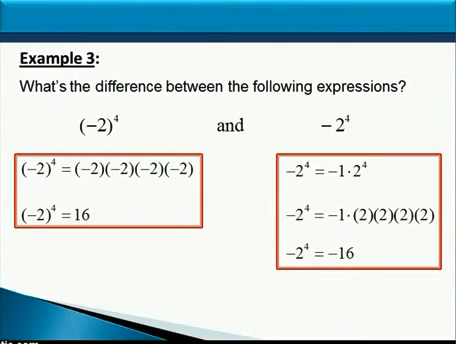 Example 3:
What's the difference between the following expressions?
(−2)⁴ and −2⁴
(−2)⁴ = (−2)(−2)(−2)(−2)
(−2)⁴ = 16
−2⁴ = −1·2⁴
−2⁴ = −1·(2)(2)(2)(2)
−2⁴ = −16